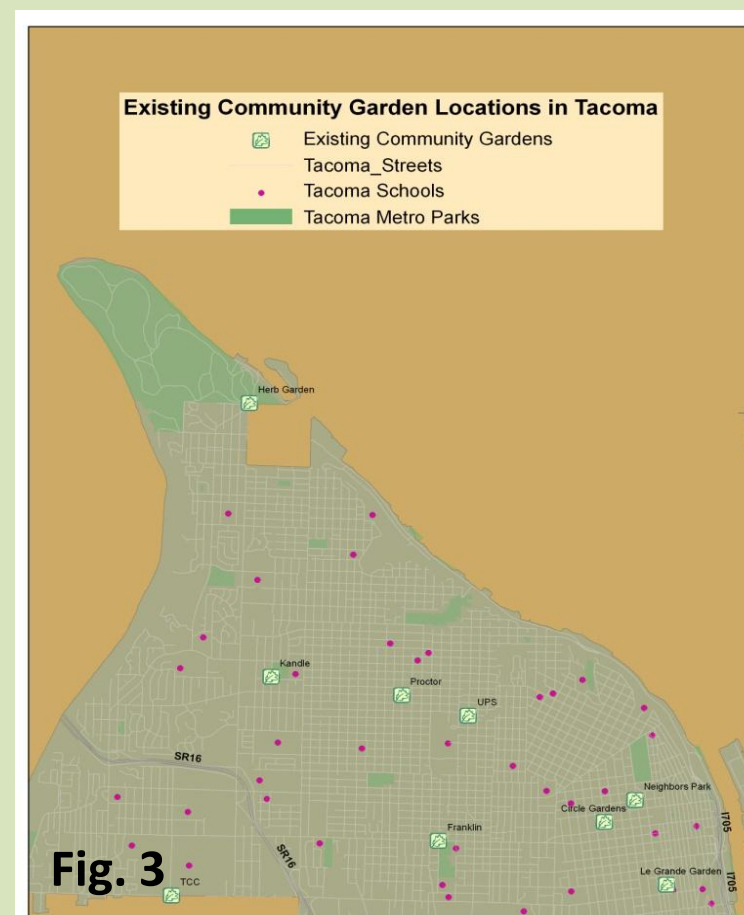 Existing Community Garden Locations in Tacoma
Existing Community Gardens
Tacoma_Streets
Tacoma Schools
Tacoma Metro Parks
Herb Garden
Kandle
Proctor
UPS
SR16
Neighbors Park
Circle Gardens
I705
Franklin
SR16
Le Grande Garden
I705
Fig. 3
TCC